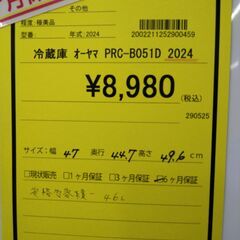 その他
程度:極美品
型番: 年式:2024 2002211252900459
冷蔵庫 オーヤマ PRC-B051D 2024
¥8,980(税込)
290525
サイズ:幅 47 奥行 44.7 高さ 49.6 cm
□現状販売 □1ヶ月保証 □3ヶ月保証 ☑6ヶ月保証
定格内容積-46L